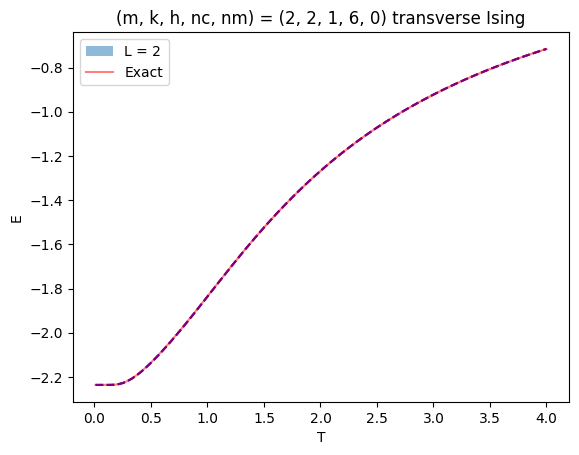 (m, k, h, nc, nm) = (2, 2, 1, 6, 0) transverse Ising
L = 2
Exact
−0.8
−1.0
−1.2
−1.4
−1.6
−1.8
−2.0
−2.2
E
0.0 0.5 1.0 1.5 2.0 2.5 3.0 3.5 4.0
T